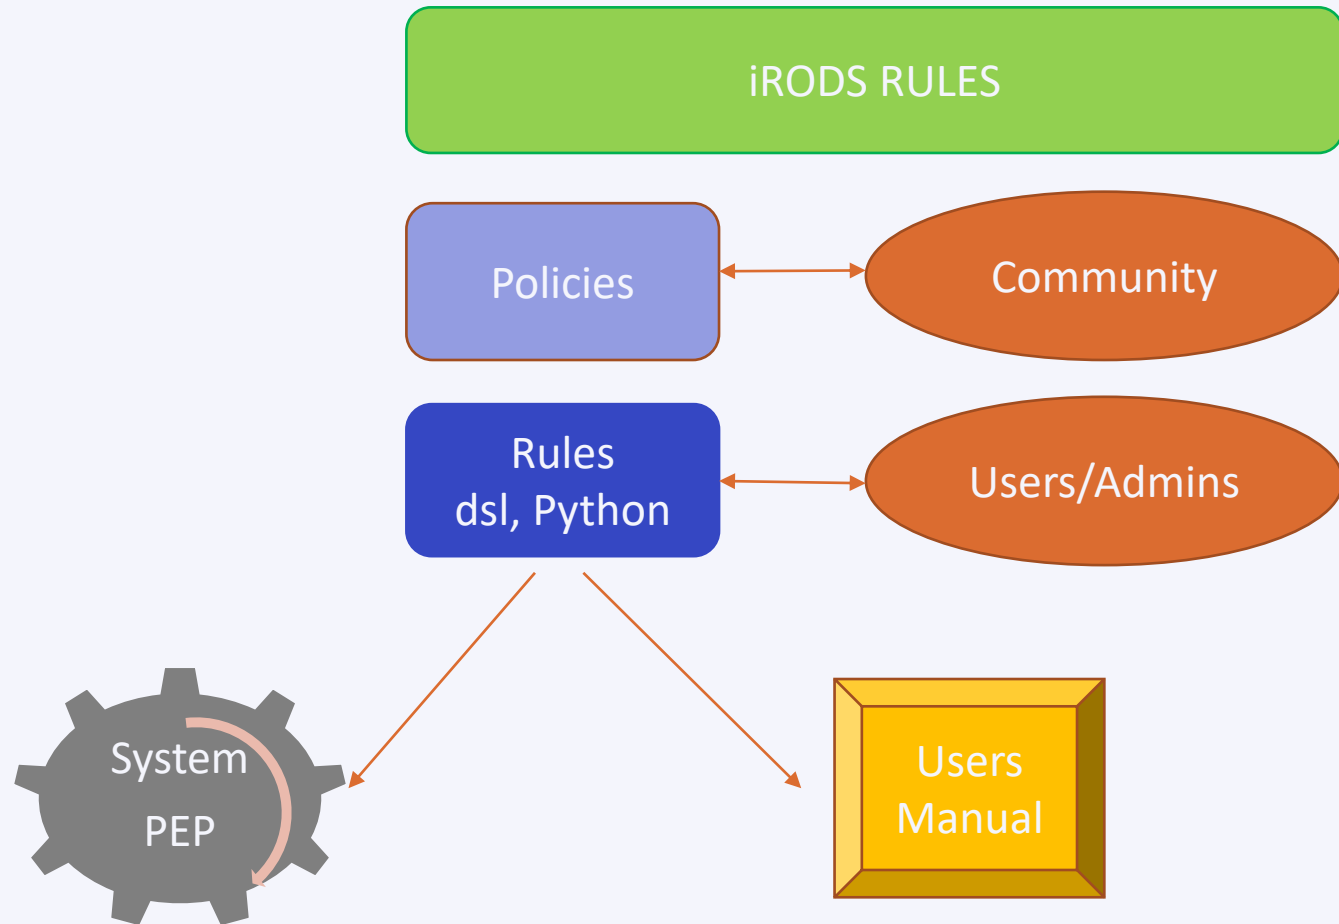 iRODS RULES
Policies
Community
Rules
dsl, Python
Users/Admins
System
PEP
Users
Manual